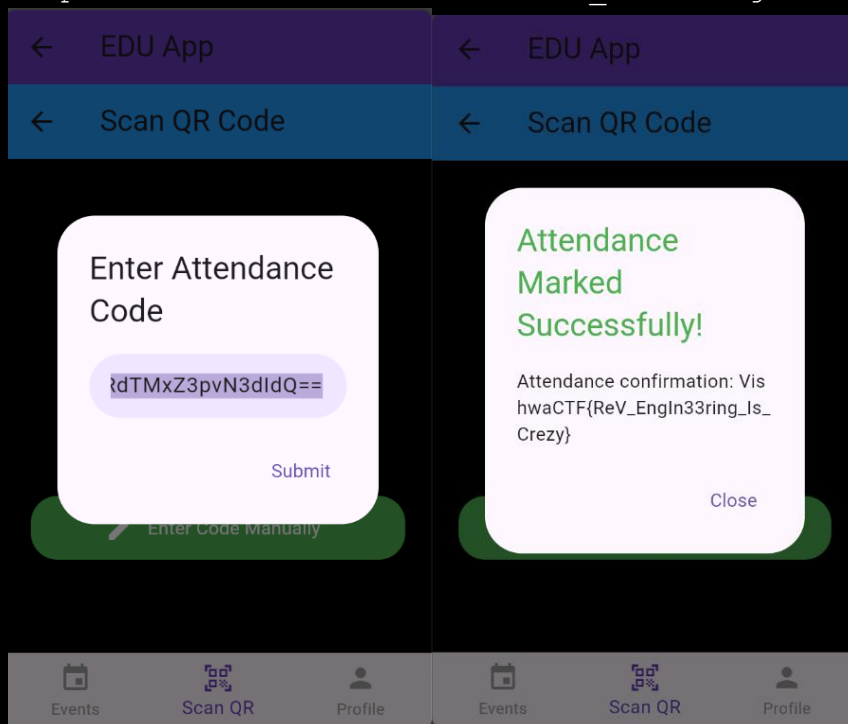 EDU App
Scan QR Code
Enter Attendance
Code
RdTMxZ3pvN3dIdQ==
Submit
Enter Code Manually
Events
Scan QR
Profile
EDU App
Scan QR Code
Attendance
Marked
Successfully!
Attendance confirmation: Vis
hwaCTF{ReV_EngIn33ring_Is_
Crezy}
Close
Events
Scan QR
Profile